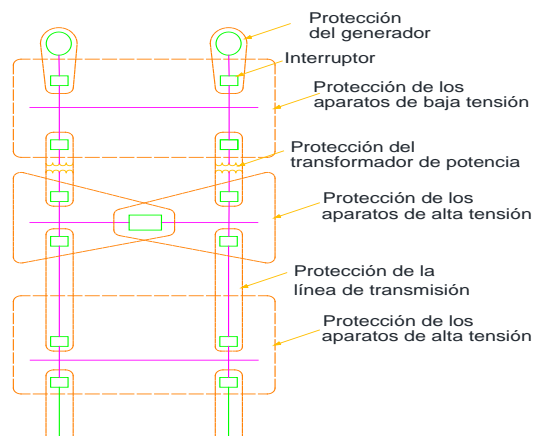 Protección
del generador
Interruptor
Protección de los
aparatos de baja tensión
Protección del
transformador de potencia
Protección de los
aparatos de alta tensión
Protección de la
línea de transmisión
Protección de los
aparatos de alta tensión